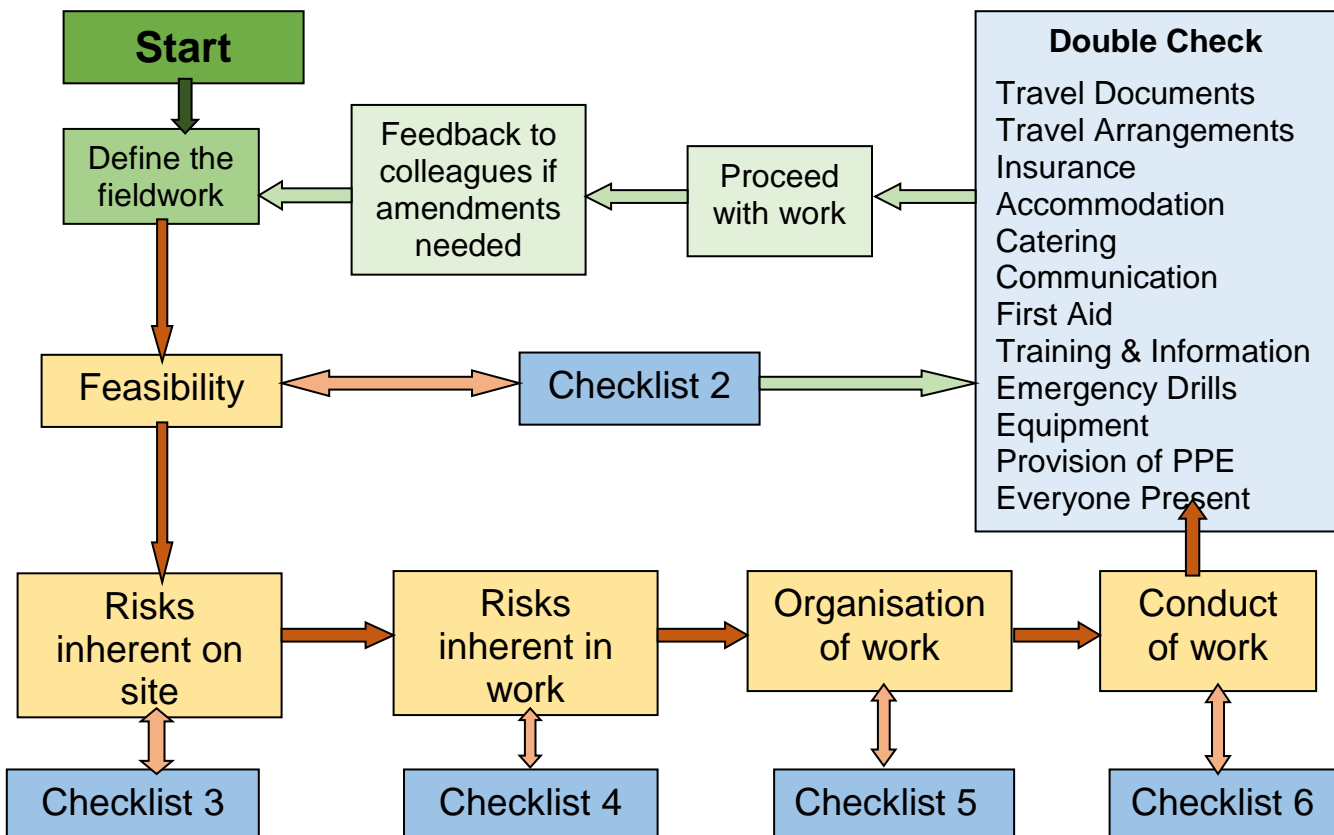 Start
Define the
fieldwork
Feedback to
colleagues if
amendments
needed
Proceed
with work
Double Check
Travel Documents
Travel Arrangements
Insurance
Accommodation
Catering
Communication
First Aid
Training & Information
Emergency Drills
Equipment
Provision of PPE
Everyone Present
Feasibility
Checklist 2
Risks
inherent on
site
Risks
inherent in
work
Organisation
of work
Conduct
of work
Checklist 3
Checklist 4
Checklist 5
Checklist 6